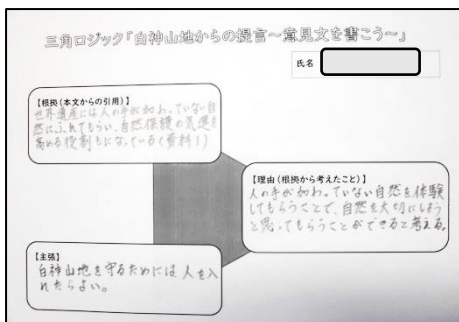 三角ロジック「白神山地からの提言～意見文を書こう～」
氏名
【根拠(本文からの引用)】
世界遺産には人の手が加わっていない自
然にふれてもらい、自然保護の気運を
高める役割もになっている(資料1)
【理由(根拠から考えたこと)】
人の手が加わっていない自然を体験
してもらうことで、自然を大切にしよう
と思ってもらうことができると考える。
【主張】
白神山地を守るためには人を入
れたらよい。